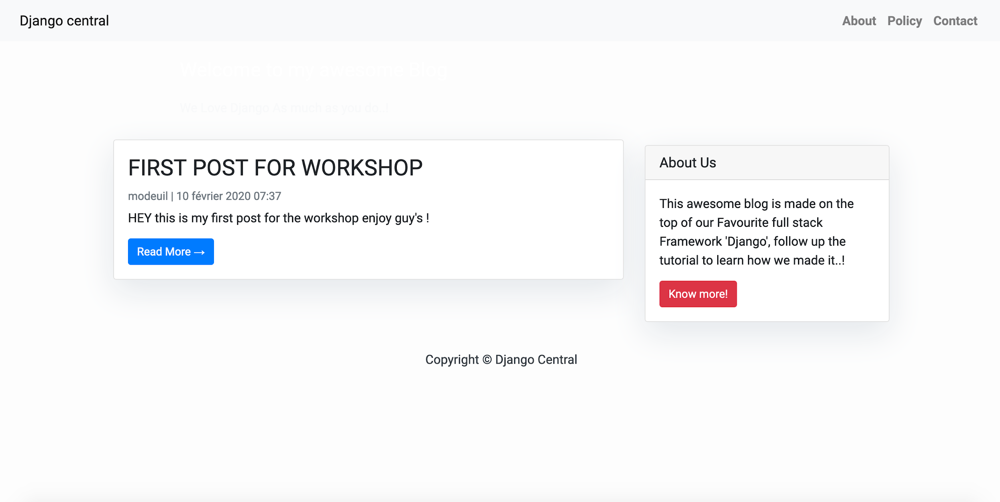 Django central
About Policy Contact
Welcome to my awesome Blog
We Love Django As much as you do..!
FIRST POST FOR WORKSHOP
modeuil | 10 février 2020 07:37
HEY this is my first post for the workshop enjoy guy's !
Read More →
About Us
This awesome blog is made on the
top of our Favourite full stack
Framework 'Django', follow up the
tutorial to learn how we made it..!
Know more!
Copyright © Django Central